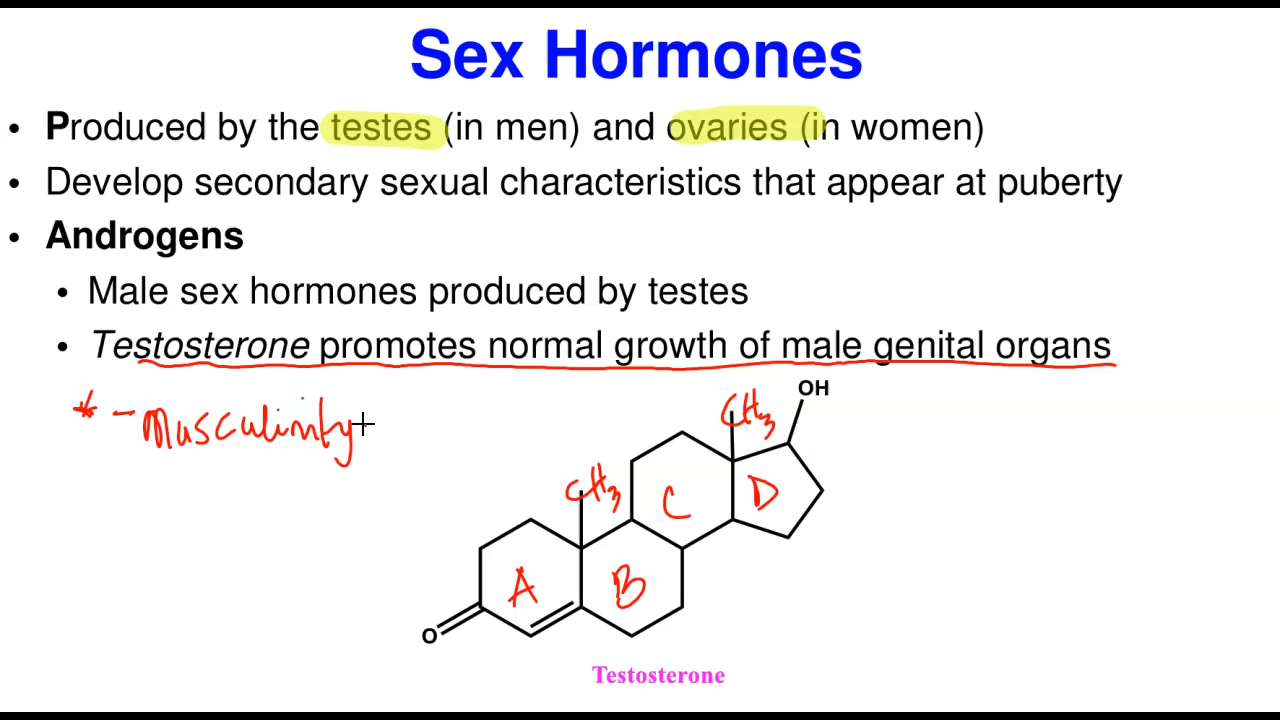 Sex Hormones
• Produced by the testes (in men) and ovaries (in women)
• Develop secondary sexual characteristics that appear at puberty
• Androgens
• Male sex hormones produced by testes
• Testosterone promotes normal growth of male genital organs
* - Musculinity
OH
CH3
CH3
C
D
A
B
O
Testosterone